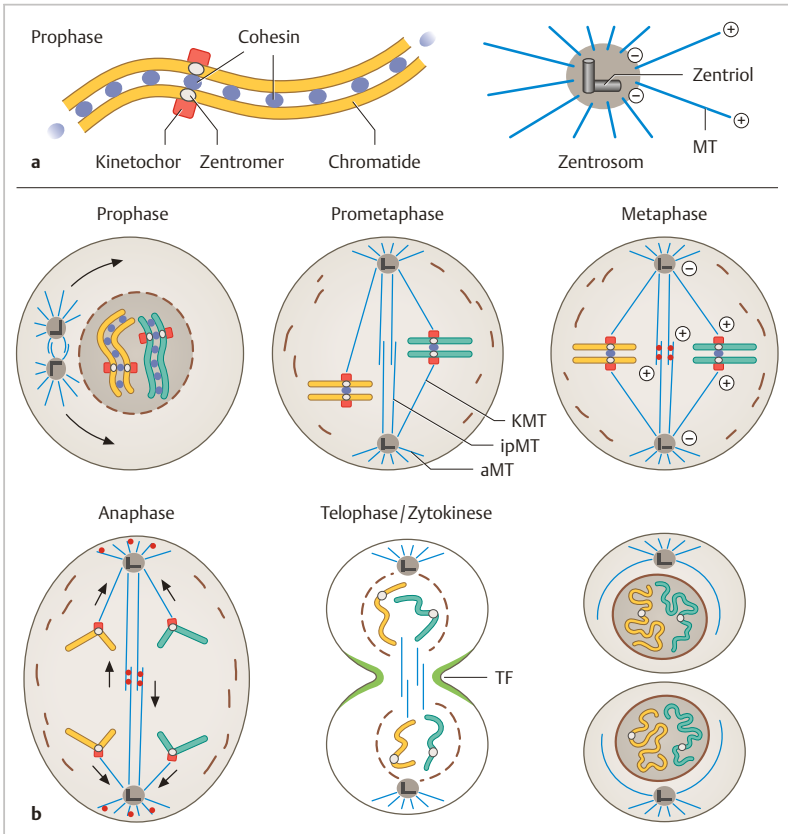 Prophase
Cohesin
Kinetochor
Zentromer
Chromatide
a
+
−
Zentriol
−
+
MT
Zentrosom
Prophase
Prometaphase
Metaphase
−
+
+
+
+
−
KMT
ipMT
aMT
Anaphase
Telophase/Zytokinese
TF
b